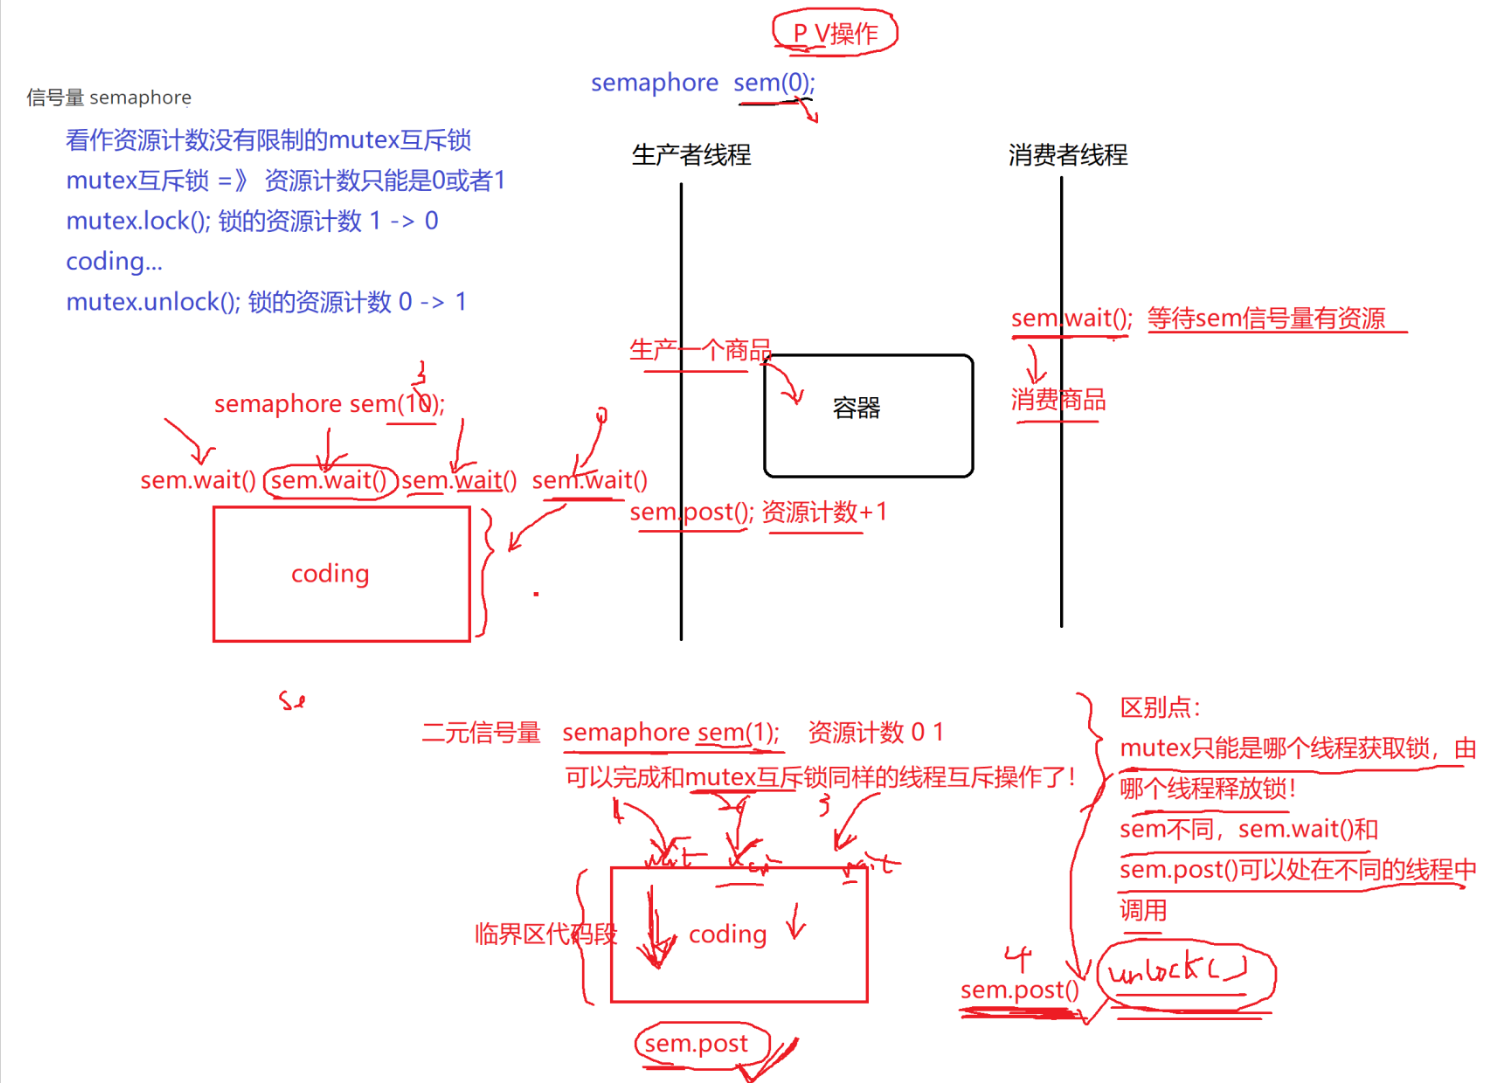 P V操作
semaphore sem(0);
信号量 semaphore
看作资源计数没有限制的mutex互斥锁
mutex互斥� =》 资源计数只能是0或者1
mutex.lock(); 锁的资源计数 1 -> 0
coding...
mutex.unlock(); 锁的资源计数 0 -> 1
生产者线程
消费者线程
sem.wait(); 等待sem信号量有资源
生产一个商品
容器
消费商品
3
semaphore sem(10);
0
sem.wait() sem.wait() sem.wait() sem.wait()
sem.post(); 资源计数+1
coding
se
二元信号量 semaphore sem(1); 资源计数 0 1
可以完成和mutex互斥锁同样的线程互斥操作了!
1 2 3
wait wait wait
临界区代码段
coding
sem.post
区别点:
mutex只能是哪个线程获取锁，由
哪个线程释放锁!
sem不同，sem.wait()和
sem.post()可以处在不同的线程中
调用
4
sem.post()
unlock()